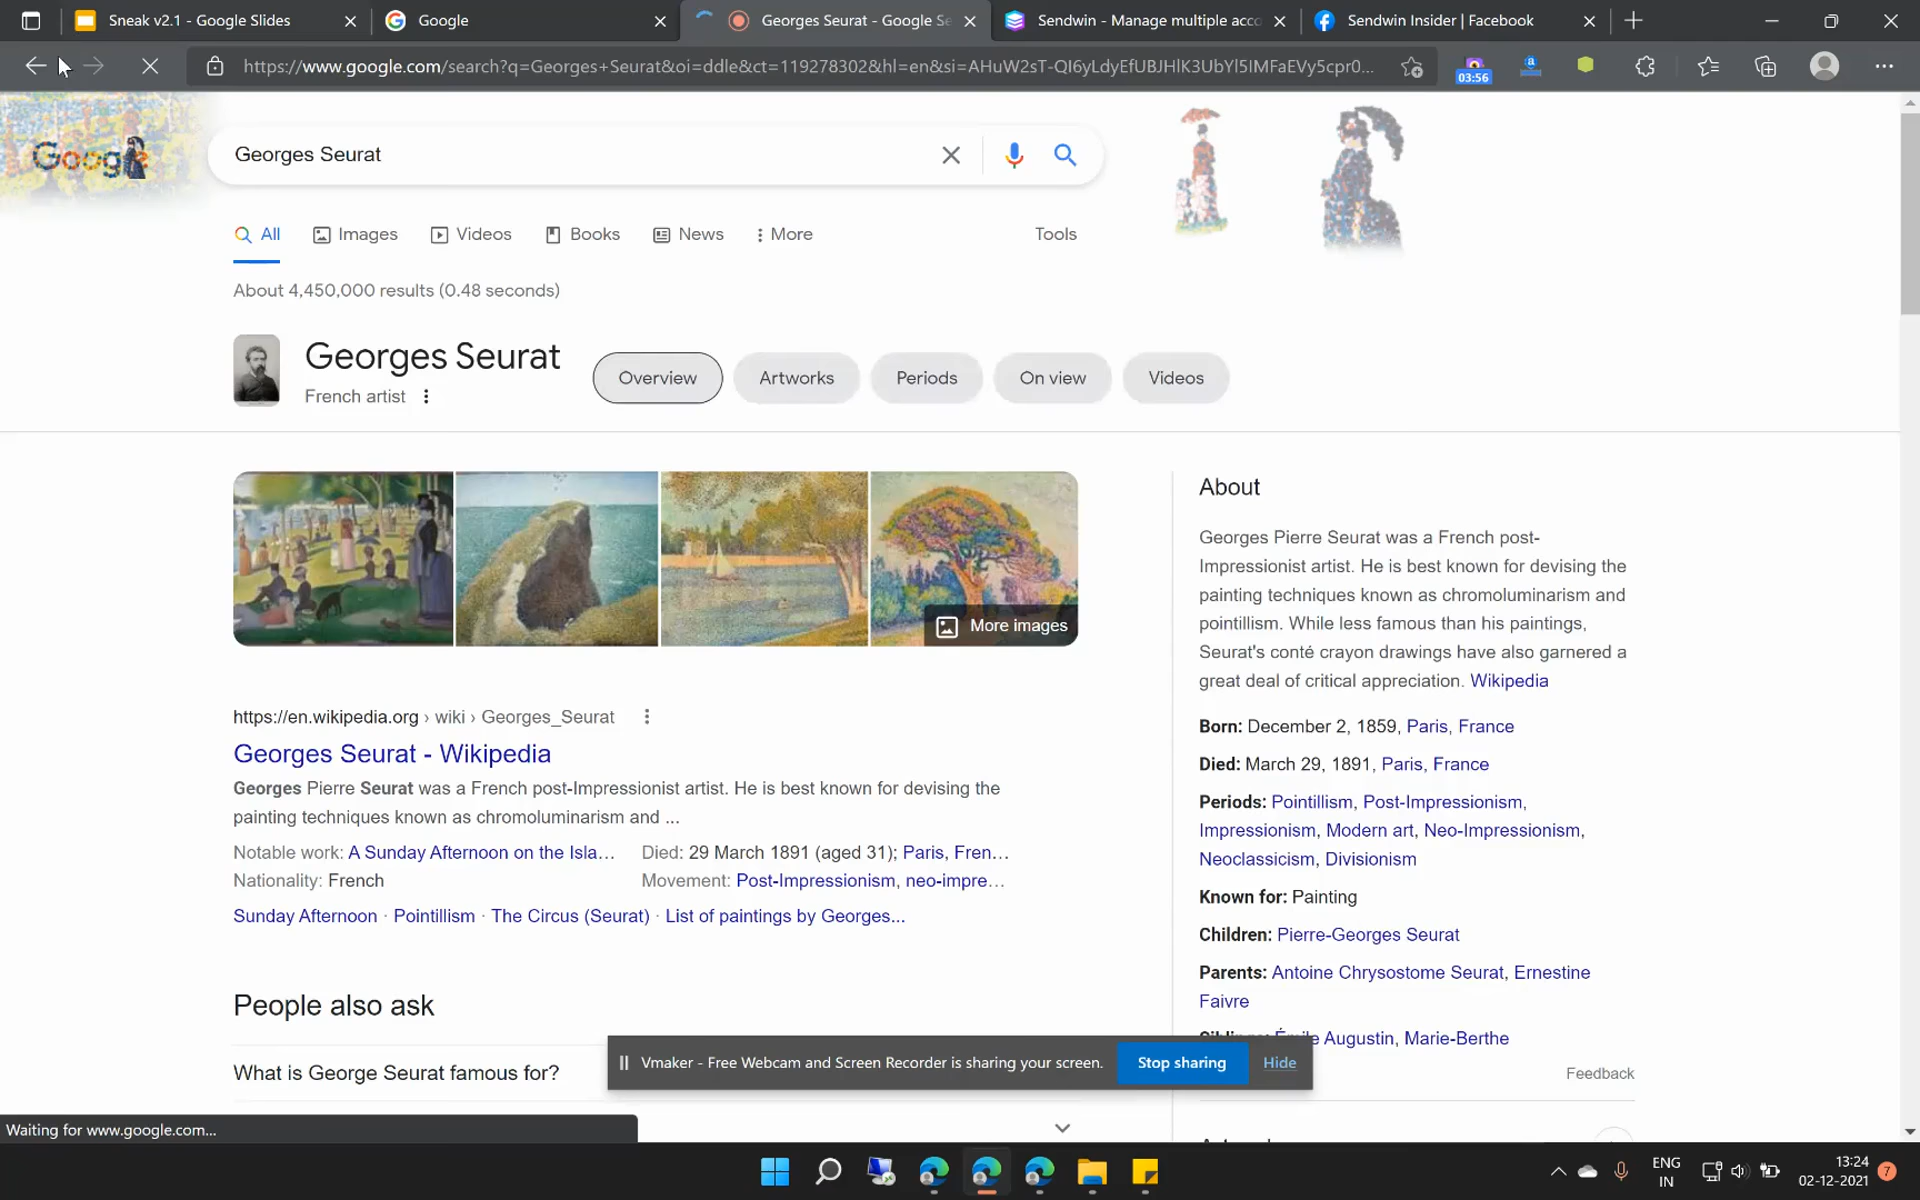 Sneak v2.1 - Google Slides
Google
Georges Seurat - Google Se
Sendwin - Manage multiple acco
Sendwin Insider | Facebook
https://www.google.com/search?q=Georges+Seurat&oi=ddle&ct=119278302&hl=en&si=AHuW2sT-QI6yLdyEfUBJHlK3UbYl5IMFaEVy5cpr0...
03:56
Google
Georges Seurat
All
Images
Videos
Books
News
More
Tools
About 4,450,000 results (0.48 seconds)
Georges Seurat
French artist
Overview
Artworks
Periods
On view
Videos
More images
https://en.wikipedia.org › wiki › Georges_Seurat
Georges Seurat - Wikipedia
Georges Pierre Seurat was a French post-Impressionist artist. He is best known for devising the
painting techniques known as chromoluminarism and ...
Notable work: A Sunday Afternoon on the Isla...
Died: 29 March 1891 (aged 31); Paris, Fren...
Nationality: French
Movement: Post-Impressionism, neo-impre...
Sunday Afternoon · Pointillism · The Circus (Seurat) · List of paintings by Georges...
People also ask
What is George Seurat famous for?
About
Georges Pierre Seurat was a French post-
Impressionist artist. He is best known for devising the
painting techniques known as chromoluminarism and
pointillism. While less famous than his paintings,
Seurat's conté crayon drawings have also garnered a
great deal of critical appreciation. Wikipedia
Born: December 2, 1859, Paris, France
Died: March 29, 1891, Paris, France
Periods: Pointillism, Post-Impressionism,
Impressionism, Modern art, Neo-Impressionism,
Neoclassicism, Divisionism
Known for: Painting
Children: Pierre-Georges Seurat
Parents: Antoine Chrysostome Seurat, Ernestine
Faivre
Siblings: Émile Augustin, Marie-Berthe
Feedback
Vmaker - Free Webcam and Screen Recorder is sharing your screen.
Stop sharing
Hide
Waiting for www.google.com...
ENG
IN
13:24
02-12-2021
7